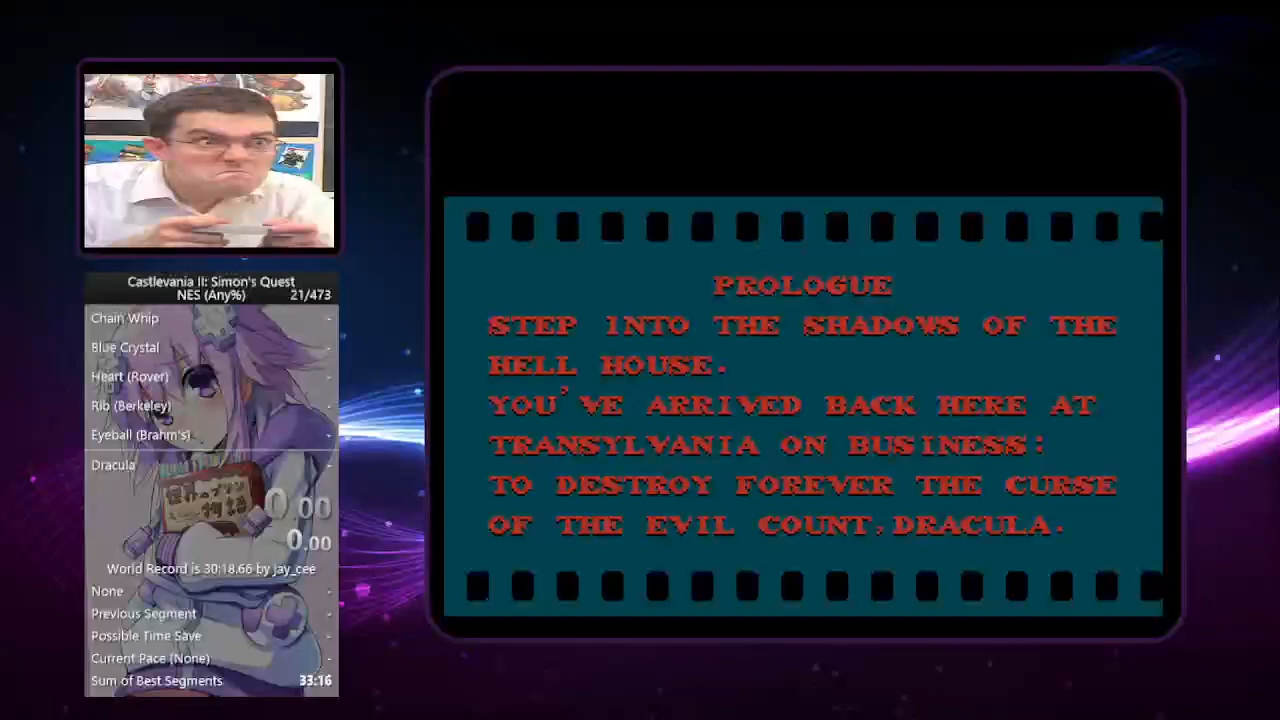 Castlevania II: Simon's Quest
NES (Any%) 21/473
Chain Whip -
Blue Crystal -
Heart (Rover) -
Rib (Berkeley) -
Eyeball (Brahm's) -
Dracula -
0.00
0.00
World Record is 30:18.66 by jay_cee
None -
Previous Segment -
Possible Time Save -
Current Pace (None) -
Sum of Best Segments 33:16
PROLOGUE
STEP INTO THE SHADOWS OF THE
HELL HOUSE.
YOU'VE ARRIVED BACK HERE AT
TRANSYLVANIA ON BUSINESS:
TO DESTROY FOREVER THE CURSE
OF THE EVIL COUNT,DRACULA.